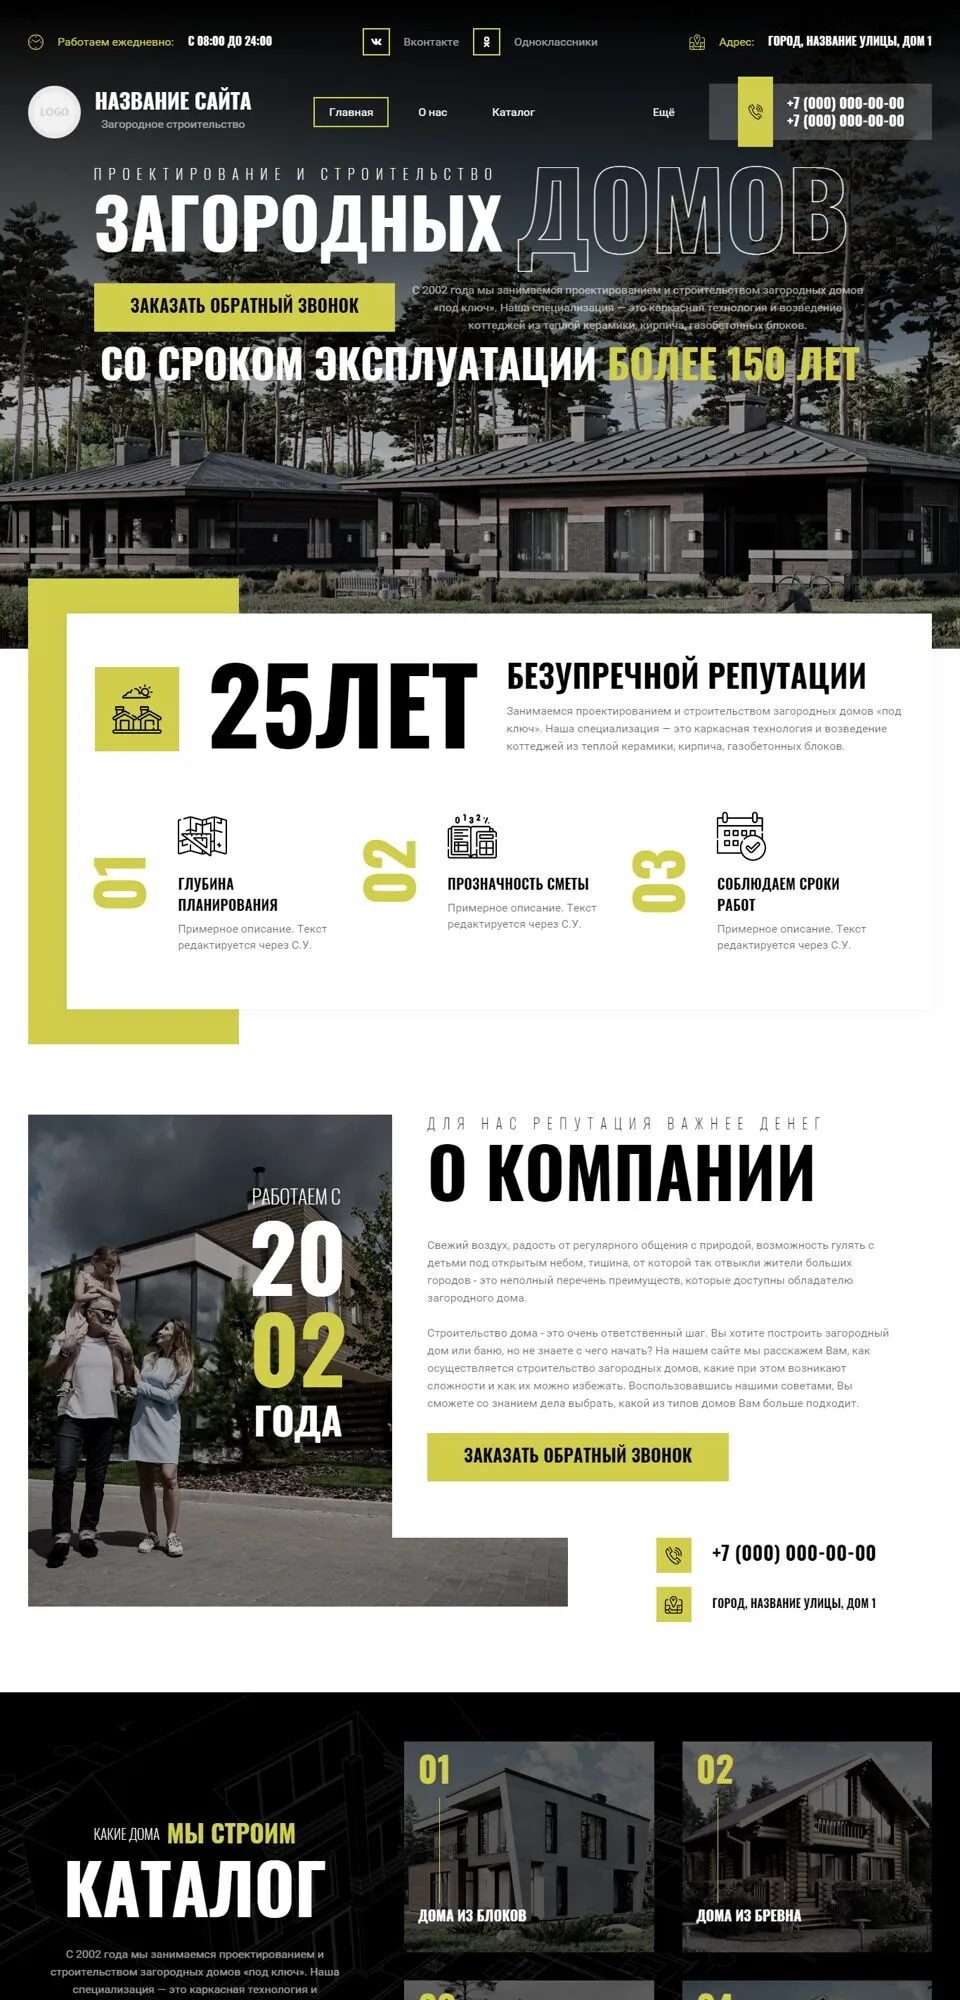 Работаем ежедневно: С 08:00 ДО 24:00
Вконтакте
Одноклассники
Адрес: ГОРОД, НАЗВАНИЕ УЛИЦЫ, ДОМ 1
LOGO
НАЗВАНИЕ САЙТА
Загородное строительство
Главная
О нас
Каталог
Ещё
+7 (000) 000-00-00
+7 (000) 000-00-00
ПРОЕКТИРОВАНИЕ И СТРОИТЕЛЬСТВО
ЗАГОРОДНЫХ ДОМОВ
ЗАКАЗАТЬ ОБРАТНЫЙ ЗВОНОК
С 2002 года мы занимаемся проектированием и строительством загородных домов
«под ключ». Наша специализация — это каркасная технология и возведение
коттеджей из теплой керамики, кирпича, газобетонных блоков.
СО СРОКОМ ЭКСПЛУАТАЦИИ БОЛЕЕ 150 ЛЕТ
25ЛЕТ
БЕЗУПРЕЧНОЙ РЕПУТАЦИИ
Занимаемся проектированием и строительством загородных домов «под
ключ». Наша специализация — это каркасная технология и возведение
коттеджей из теплой керамики, кирпича, газобетонных блоков.
01
ГЛУБИНА
ПЛАНИРОВАНИЯ
Примерное описание. Текст
редактируется через С.У.
02
ПРОЗРАЧНОСТЬ СМЕТЫ
Примерное описание. Текст
редактируется через С.У.
03
СОБЛЮДАЕМ СРОКИ
РАБОТ
Примерное описание. Текст
редактируется через С.У.
РАБОТАЕМ С
20
02
ГОДА
ДЛЯ НАС РЕПУТАЦИЯ ВАЖНЕЕ ДЕНЕГ
О КОМПАНИИ
Свежий воздух, радость от регулярного общения с природой, возможность гулять с
детьми под открытым небом, тишина, от которой так отвыкли жители больших
городов - это неполный перечень преимуществ, которые доступны обладателю
загородного дома.
Строительство дома - это очень ответственный шаг. Вы хотите построить загородный
дом или баню, но не знаете с чего начать? На нашем сайте мы расскажем Вам, как
осуществляется строительство загородных домов, какие при этом возникают
сложности и как их можно избежать. Воспользовавшись нашими советами, Вы
сможете со знанием дела выбрать, какой из типов домов Вам больше подходит.
ЗАКАЗАТЬ ОБРАТНЫЙ ЗВОНОК
+7 (000) 000-00-00
ГОРОД, НАЗВАНИЕ УЛИЦЫ, ДОМ 1
КАКИЕ ДОМА МЫ СТРОИМ
КАТАЛОГ
С 2002 года мы занимаемся проектированием и
строительством загородных домов «под ключ». Наша
специализация — это каркасная технология и
01
ДОМА ИЗ БЛОКОВ
02
ДОМА ИЗ БРЕВНА